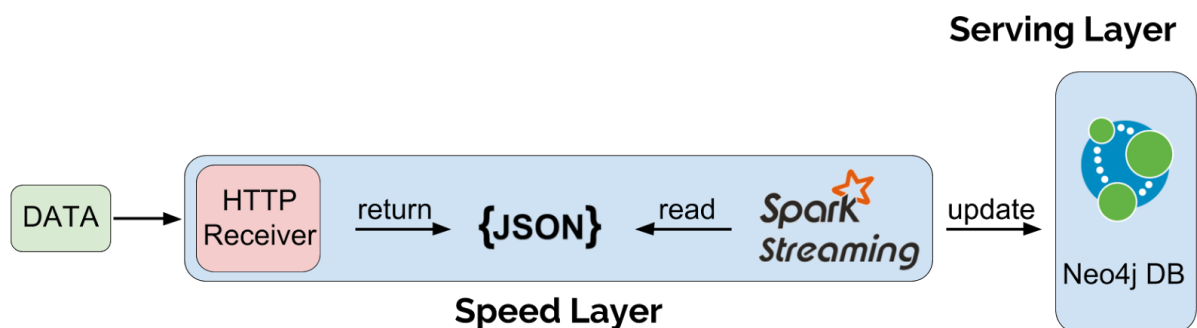 Serving Layer
DATA
HTTP
Receiver
return
{JSON}
read
Spark
Streaming
update
Neo4j DB
Speed Layer